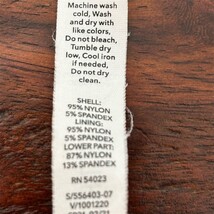 Machine wash
cold, Wash
and dry with
like colors,
Do not bleach,
Tumble dry
low, Cool iron
if needed,
Do not dry
clean.
SHELL:
95% NYLON
5% SPANDEX
LINING:
95% NYLON
5% SPANDEX
LOWER PART:
87% NYLON
13% SPANDEX
RN 54023
S/556403-07
V/1001220